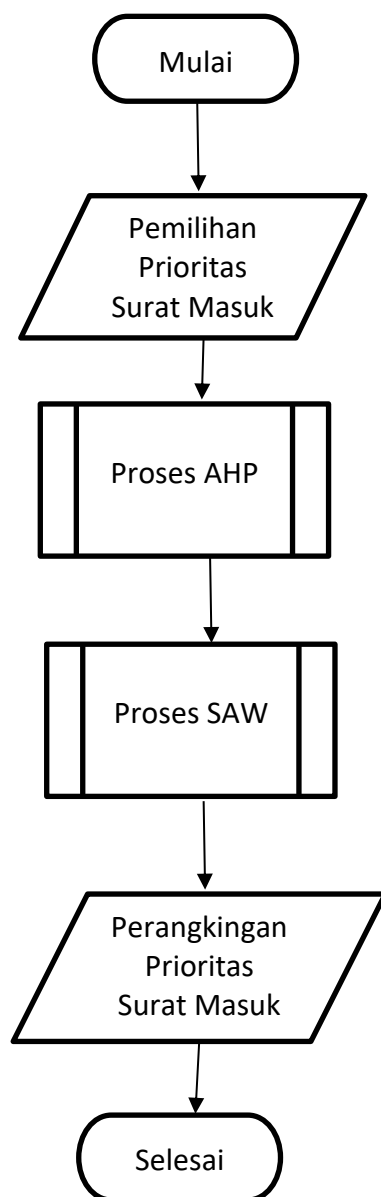 Mulai
Pemilihan
Prioritas
Surat Masuk
Proses AHP
Proses SAW
Perangkingan
Prioritas
Surat Masuk
Selesai